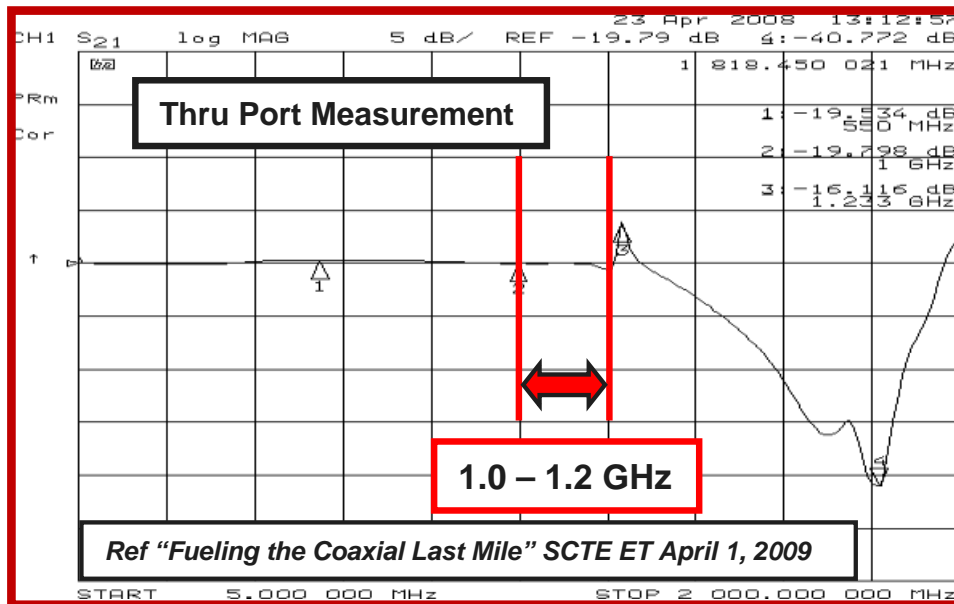 23 Apr 2008 13:12:57
CH1 S21 log MAG 5 dB/ REF -19.79 dB 4:-40.772 dB
1 818.450 021 MHz
PRm
Cor
Thru Port Measurement
1:-19.534 dB
550 MHz
2:-19.798 dB
1 GHz
3:-16.116 dB
1.233 GHz
1
2
3
4
1.0 – 1.2 GHz
Ref “Fueling the Coaxial Last Mile” SCTE ET April 1, 2009
START 5.000 000 MHz STOP 2 000.000 000 MHz